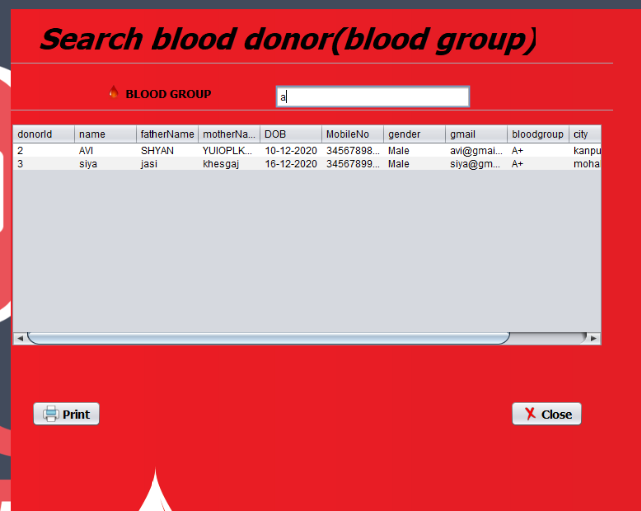 Search blood donor(blood group)
BLOOD GROUP
a
donorId name fatherName motherNa... DOB MobileNo gender gmail bloodgroup city
2 AVI SHYAN YUIOPLK... 10-12-2020 34567898... Male avi@gmai... A+ kanpu
3 siya jasi khesgaj 16-12-2020 34567899... Male siya@gm... A+ moha
Print Close